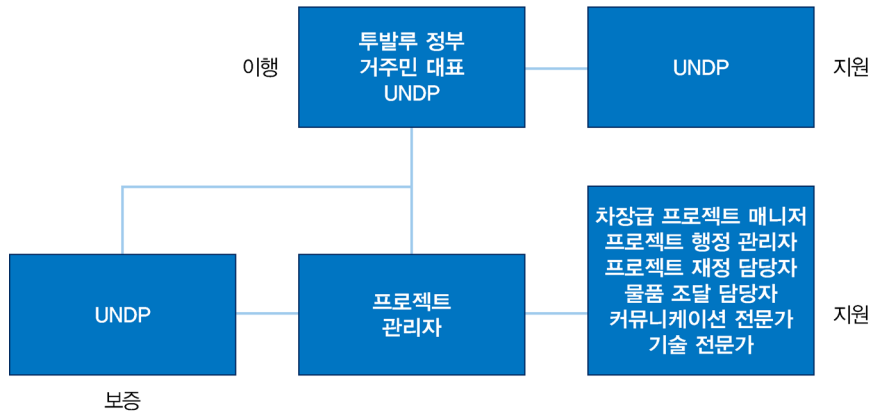 이행
투발루 정부
거주민 대표
UNDP
UNDP
지원
UNDP
보증
프로젝트
관리자
차장급 프로젝트 매니저
프로젝트 행정 관리자
프로젝트 재정 담당자
물품 조달 담당자
커뮤니케이션 전문가
기술 전문가
지원